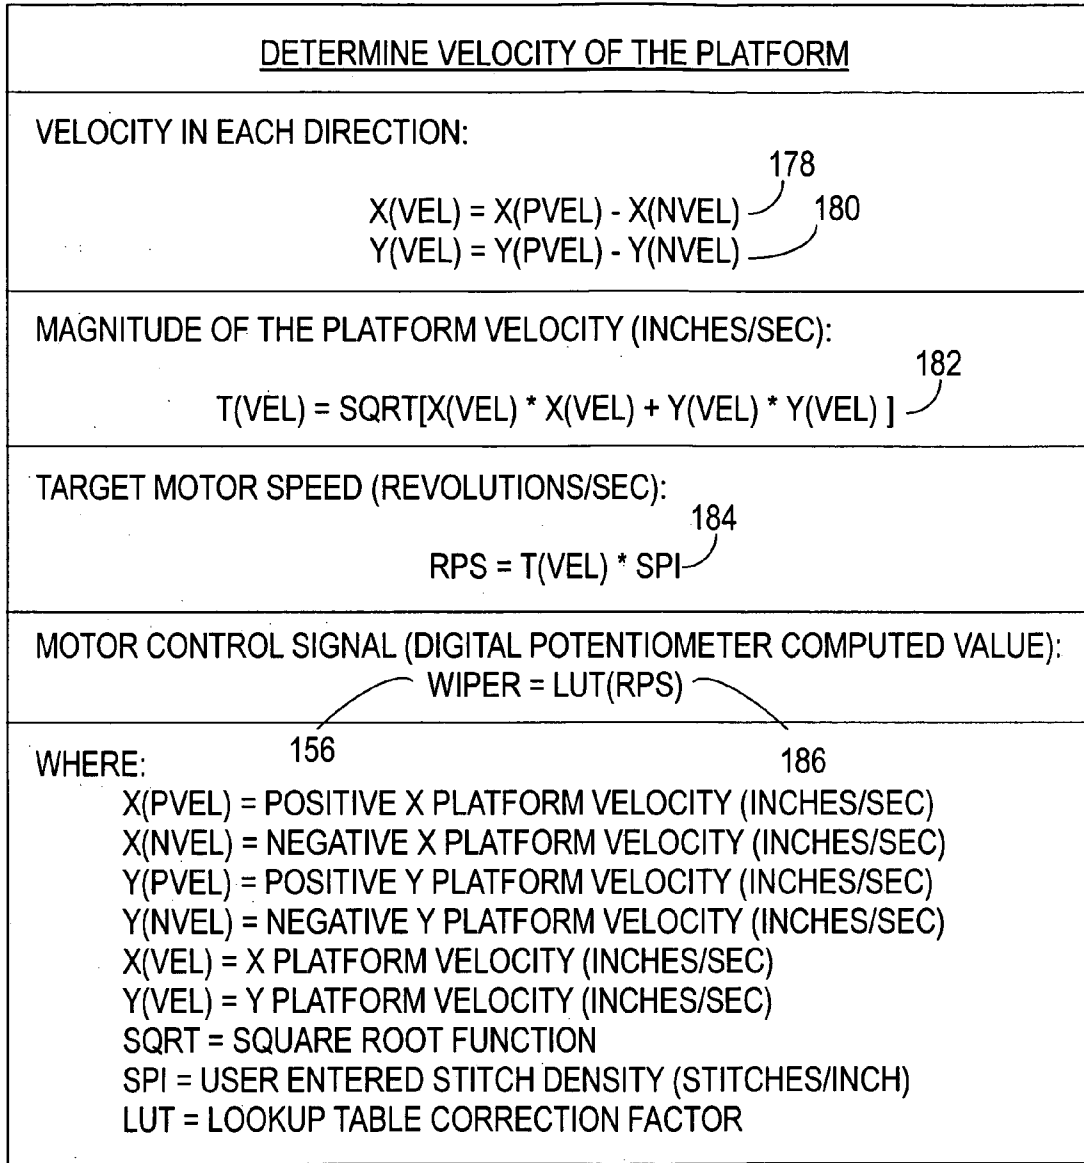 DETERMINE VELOCITY OF THE PLATFORM
VELOCITY IN EACH DIRECTION:
178
X(VEL) = X(PVEL) - X(NVEL)
180
Y(VEL) = Y(PVEL) - Y(NVEL)
MAGNITUDE OF THE PLATFORM VELOCITY (INCHES/SEC):
182
T(VEL) = SQRT[X(VEL) * X(VEL) + Y(VEL) * Y(VEL) ]
TARGET MOTOR SPEED (REVOLUTIONS/SEC):
184
RPS = T(VEL) * SPI
MOTOR CONTROL SIGNAL (DIGITAL POTENTIOMETER COMPUTED VALUE):
WIPER = LUT(RPS)
156 186
WHERE:
X(PVEL) = POSITIVE X PLATFORM VELOCITY (INCHES/SEC)
X(NVEL) = NEGATIVE X PLATFORM VELOCITY (INCHES/SEC)
Y(PVEL) = POSITIVE Y PLATFORM VELOCITY (INCHES/SEC)
Y(NVEL) = NEGATIVE Y PLATFORM VELOCITY (INCHES/SEC)
X(VEL) = X PLATFORM VELOCITY (INCHES/SEC)
Y(VEL) = Y PLATFORM VELOCITY (INCHES/SEC)
SQRT = SQUARE ROOT FUNCTION
SPI = USER ENTERED STITCH DENSITY (STITCHES/INCH)
LUT = LOOKUP TABLE CORRECTION FACTOR